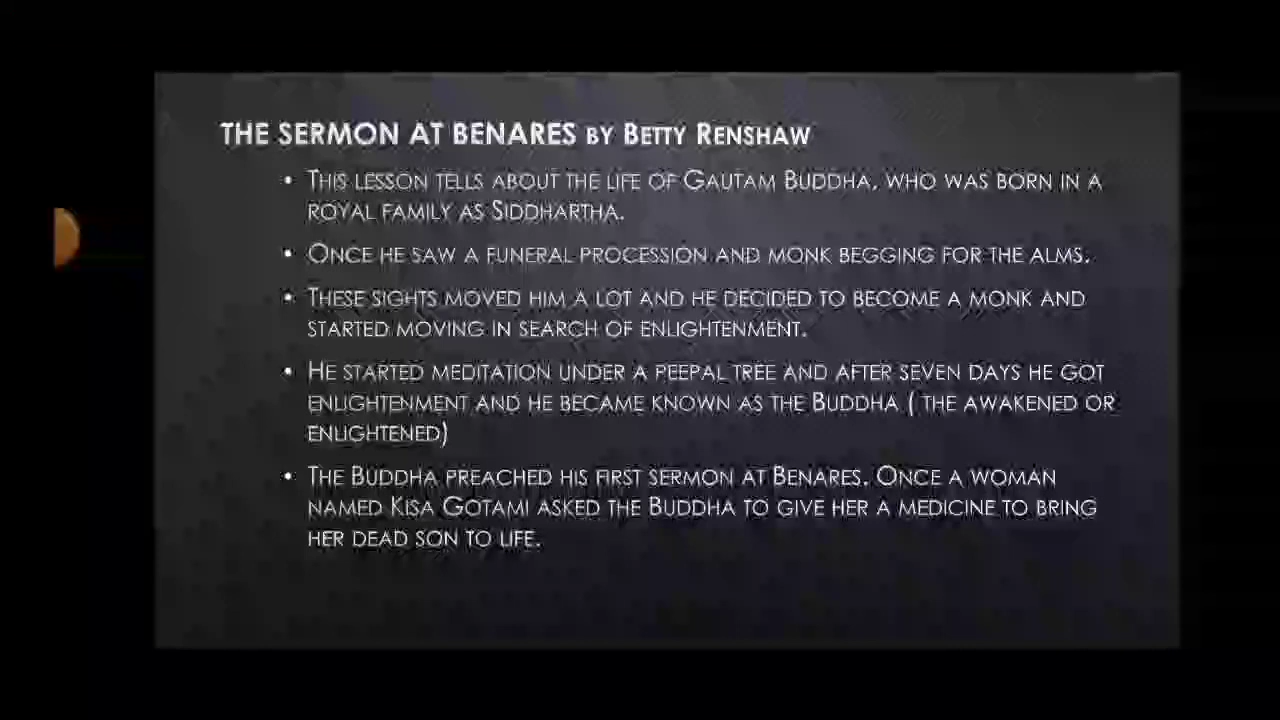 THE SERMON AT BENARES BY BETTY RENSHAW
• THIS LESSON TELLS ABOUT THE LIFE OF GAUTAM BUDDHA, WHO WAS BORN IN A
ROYAL FAMILY AS SIDDHARTHA.
• ONCE HE SAW A FUNERAL PROCESSION AND MONK BEGGING FOR THE ALMS.
• THESE SIGHTS MOVED HIM A LOT AND HE DECIDED TO BECOME A MONK AND
STARTED MOVING IN SEARCH OF ENLIGHTENMENT.
• HE STARTED MEDITATION UNDER A PEEPAL TREE AND AFTER SEVEN DAYS HE GOT
ENLIGHTENMENT AND HE BECAME KNOWN AS THE BUDDHA ( THE AWAKENED OR
ENLIGHTENED)
• THE BUDDHA PREACHED HIS FIRST SERMON AT BENARES. ONCE A WOMAN
NAMED KISA GOTAMI ASKED THE BUDDHA TO GIVE HER A MEDICINE TO BRING
HER DEAD SON TO LIFE.